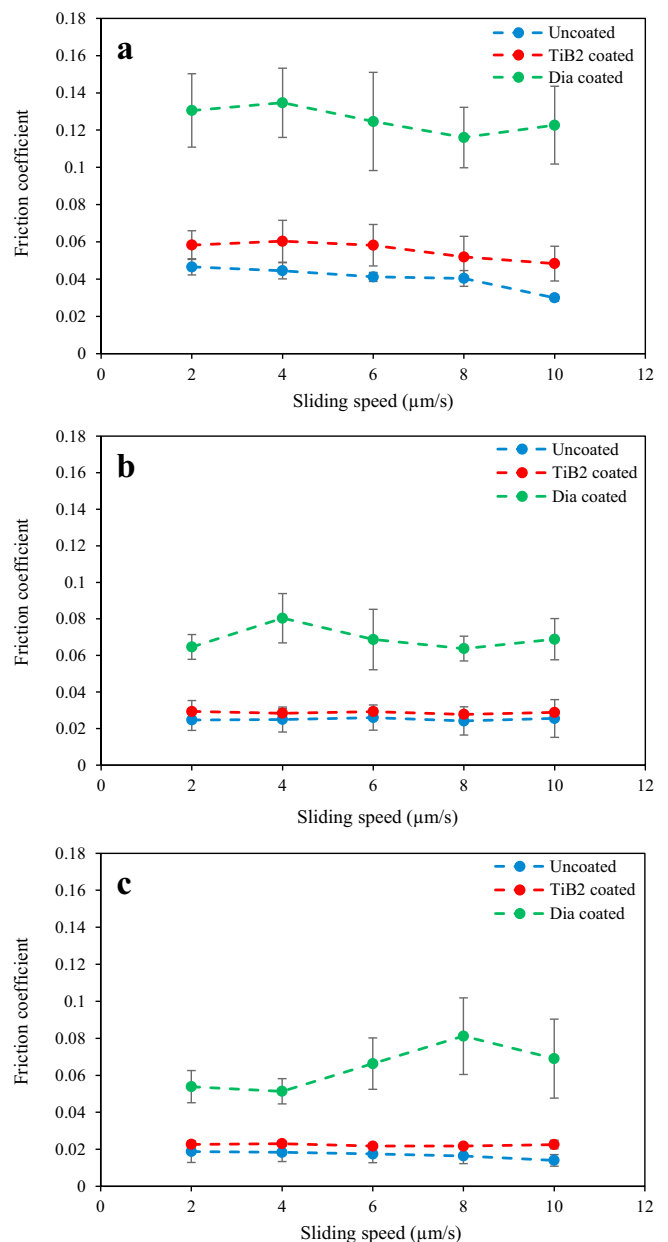 0.18
a
Uncoated
TiB2 coated
Dia coated
0.16
0.14
0.12
0.1
0.08
0.06
0.04
0.02
0
Friction coefficient
0 2 4 6 8 10 12
Sliding speed (µm/s)
0.18
b
Uncoated
TiB2 coated
Dia coated
0.16
0.14
0.12
0.1
0.08
0.06
0.04
0.02
0
Friction coefficient
0 2 4 6 8 10 12
Sliding speed (µm/s)
0.18
c
Uncoated
TiB2 coated
Dia coated
0.16
0.14
0.12
0.1
0.08
0.06
0.04
0.02
0
Friction coefficient
0 2 4 6 8 10 12
Sliding speed (µm/s)